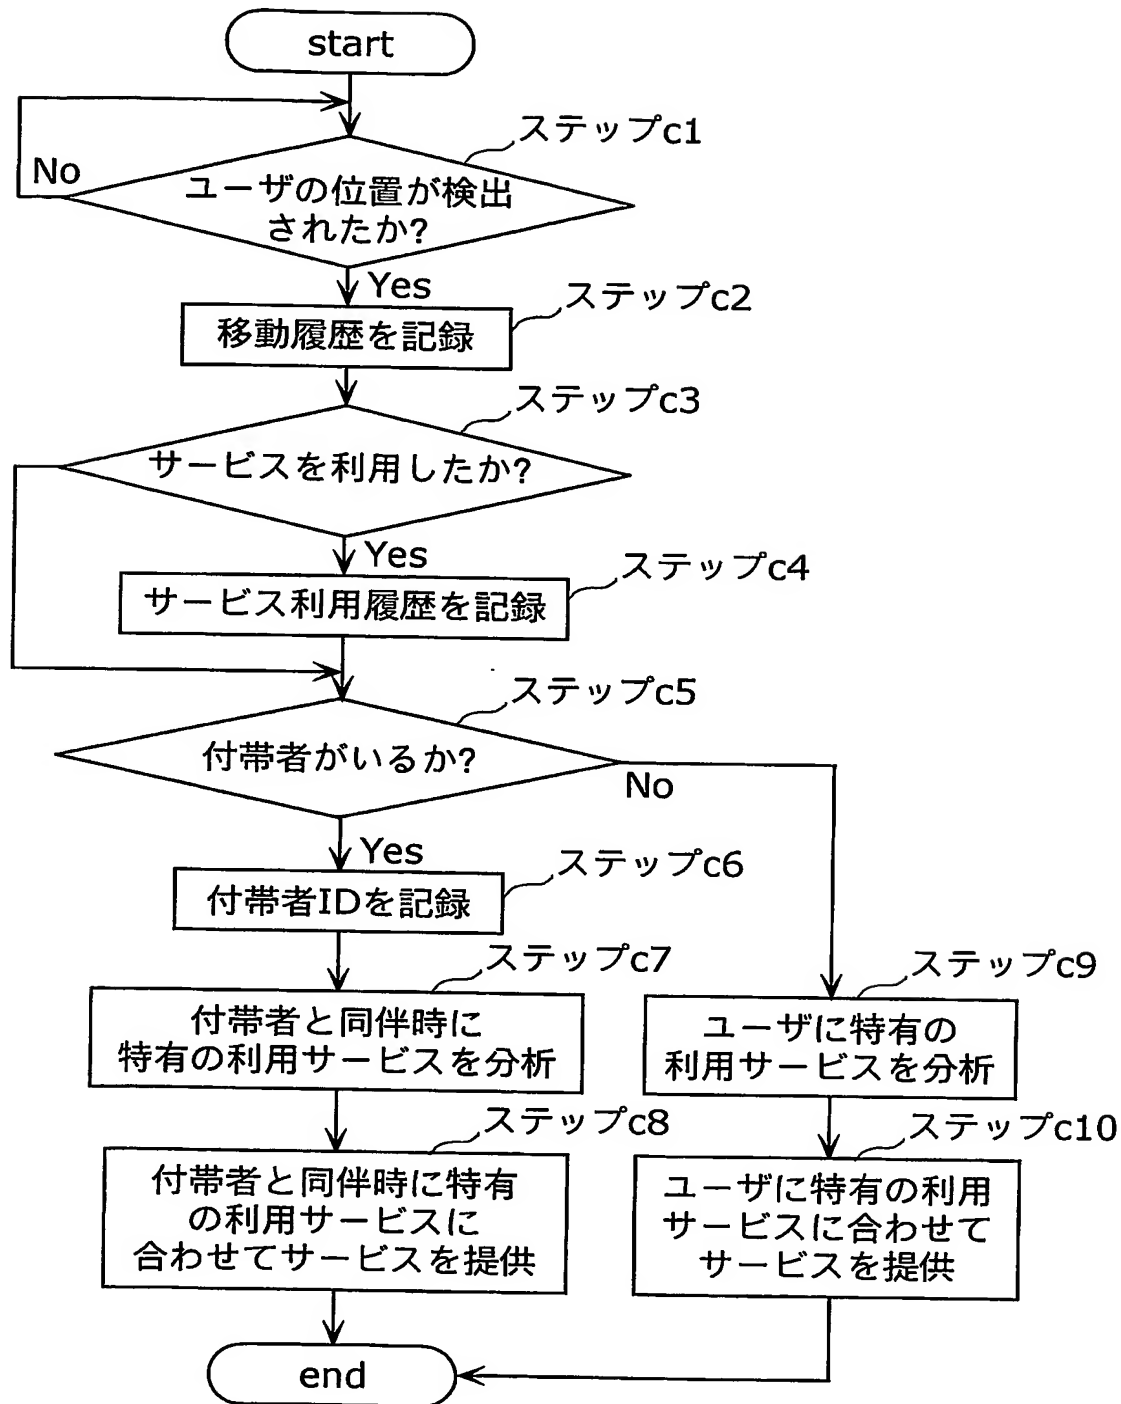 start
ステップc1
No
ユーザの位置が検出
されたか?
Yes
ステップc2
移動履歴を記録
ステップc3
サービスを利用したか?
Yes
ステップc4
サービス利用履歴を記録
ステップc5
付帯者がいるか?
No
Yes
ステップc6
付帯者IDを記録
ステップc7
付帯者と同伴時に
特有の利用サービスを分析
ステップc9
ユーザに特有の
利用サービスを分析
ステップc8
付帯者と同伴時に特有
の利用サービスに
合わせてサービスを提供
ステップc10
ユーザに特有の利用
サービスに合わせて
サービスを提供
end